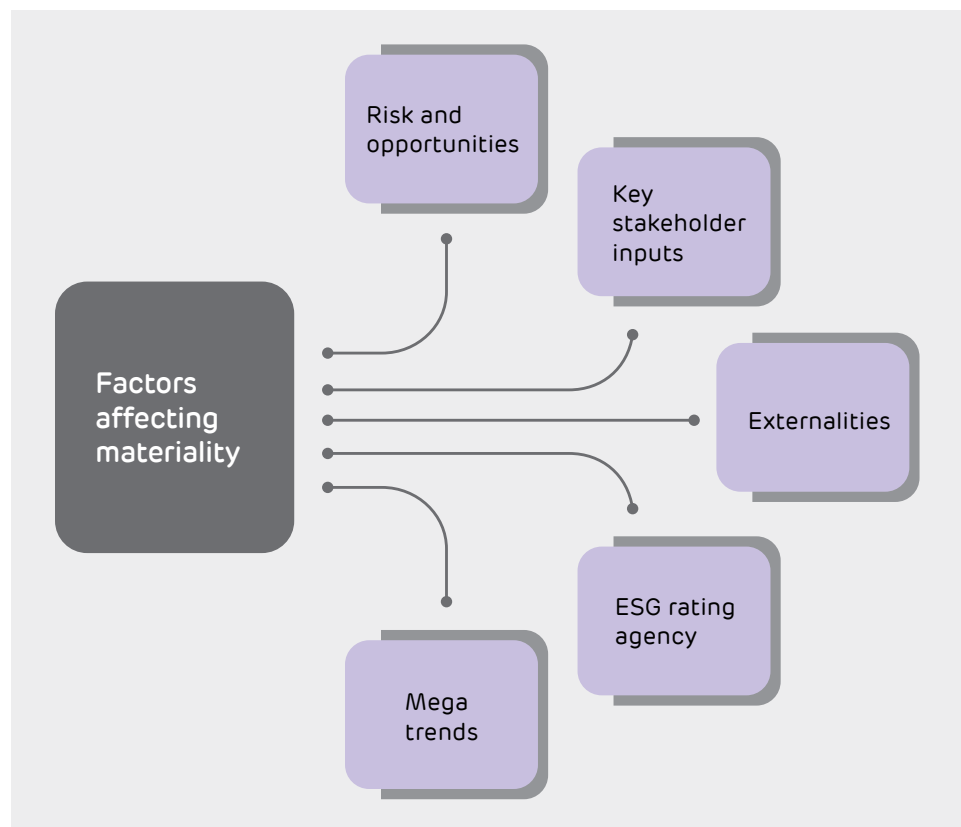 Factors
affecting
materiality
Risk and
opportunities
Key
stakeholder
inputs
Externalities
ESG rating
agency
Mega
trends